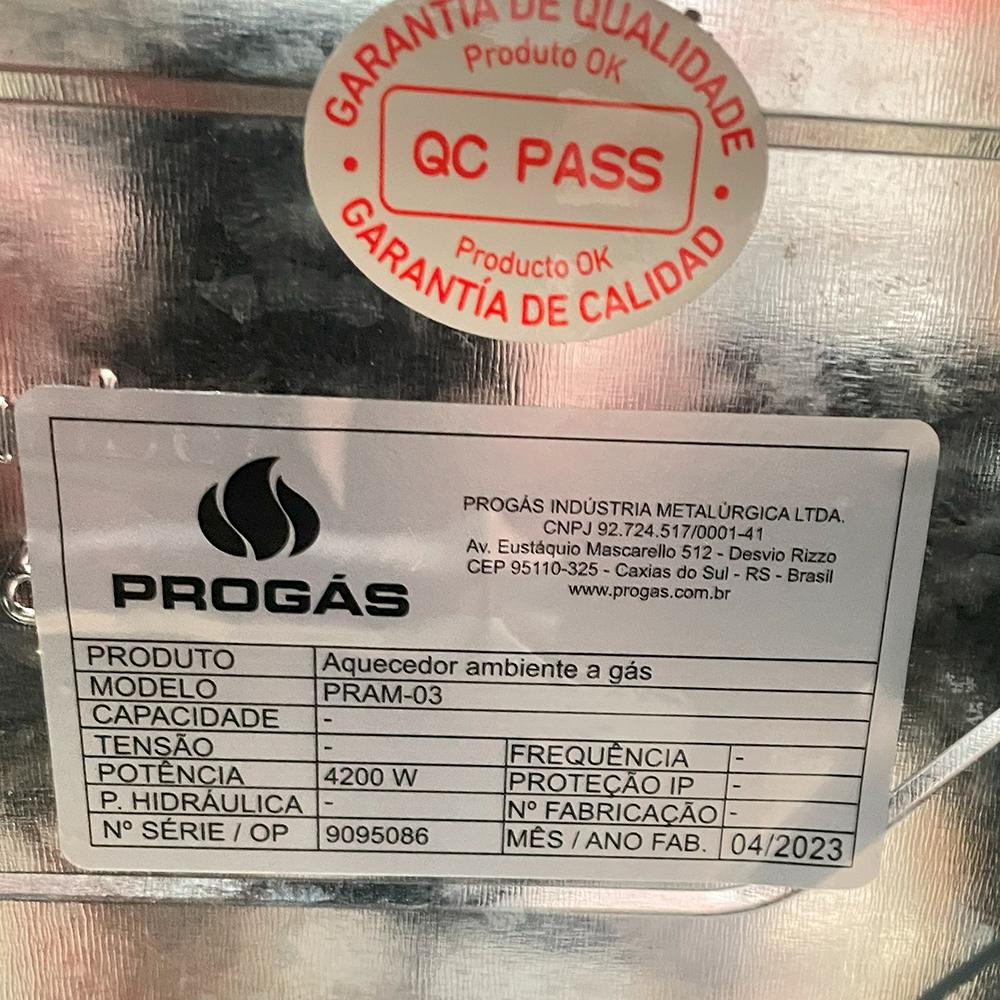 GARANTIA DE QUALIDADE
Produto OK
QC PASS
Producto OK
GARANTÍA DE CALIDAD
PROGÁS
PROGÁS INDÚSTRIA METALÚRGICA LTDA.
CNPJ 92.724.517/0001-41
Av. Eustáquio Mascarello 512 - Desvio Rizzo
CEP 95110-325 - Caxias do Sul - RS - Brasil
www.progas.com.br
PRODUTO Aquecedor ambiente a gás
MODELO PRAM-03
CAPACIDADE -
TENSÃO - FREQUÊNCIA -
POTÊNCIA 4200 W PROTEÇÃO IP -
P. HIDRÁULICA - Nº FABRICAÇÃO -
Nº SÉRIE / OP 9095086 MÊS / ANO FAB. 04/2023